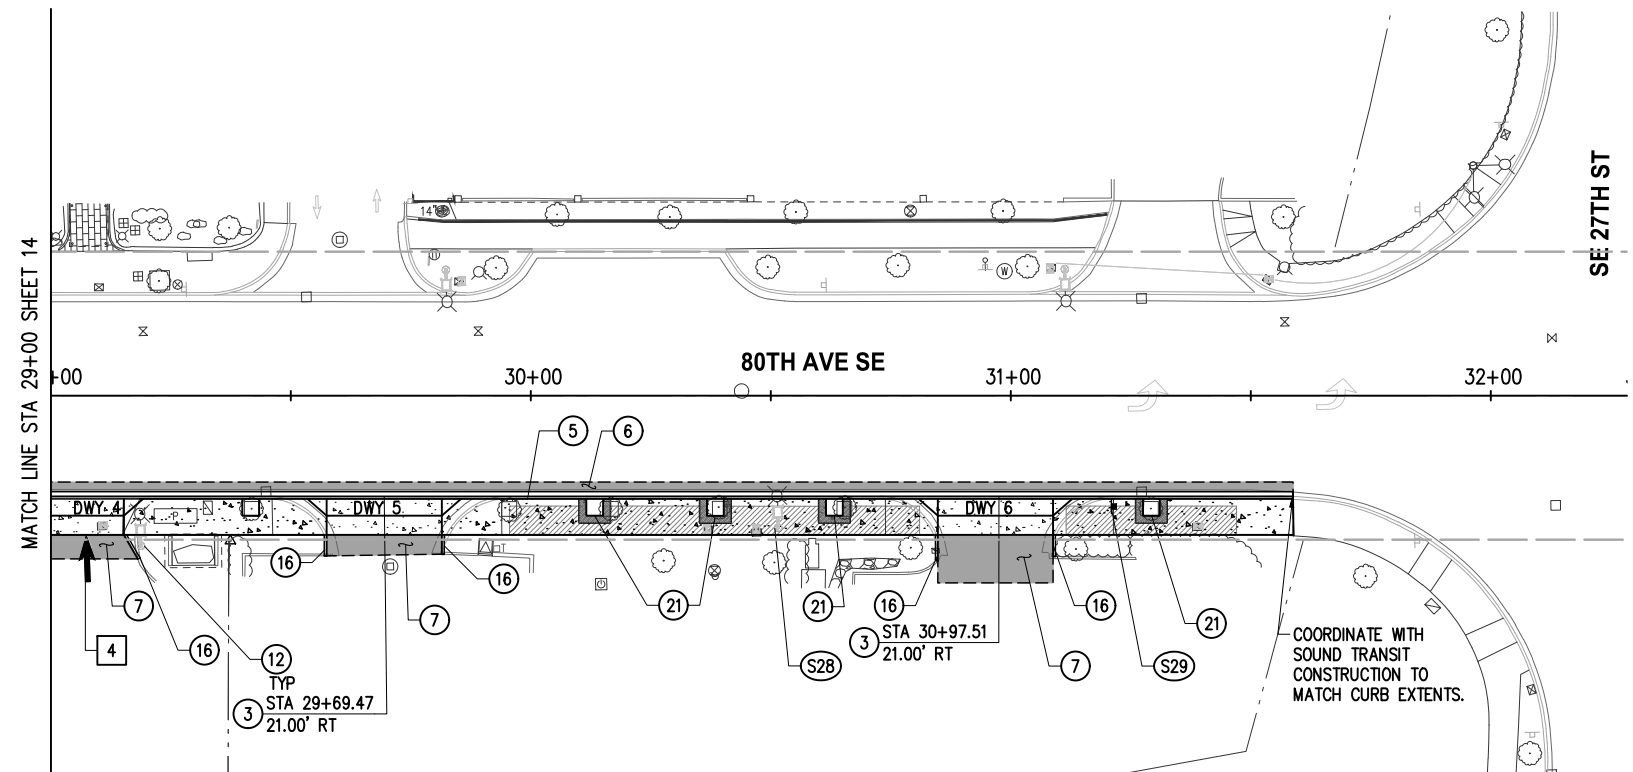 MATCH LINE STA 29+00 SHEET 14
SE 27TH ST
14"
W
80TH AVE SE
+00
30+00
31+00
32+00
5
6
DWY 4
DWY 5
DWY 6
P
16
16
7
7
21
21
16
16
21
4
16
12
TYP
3
STA 29+69.47
21.00' RT
S28
3
STA 30+97.51
21.00' RT
7
S29
COORDINATE WITH
SOUND TRANSIT
CONSTRUCTION TO
MATCH CURB EXTENTS.